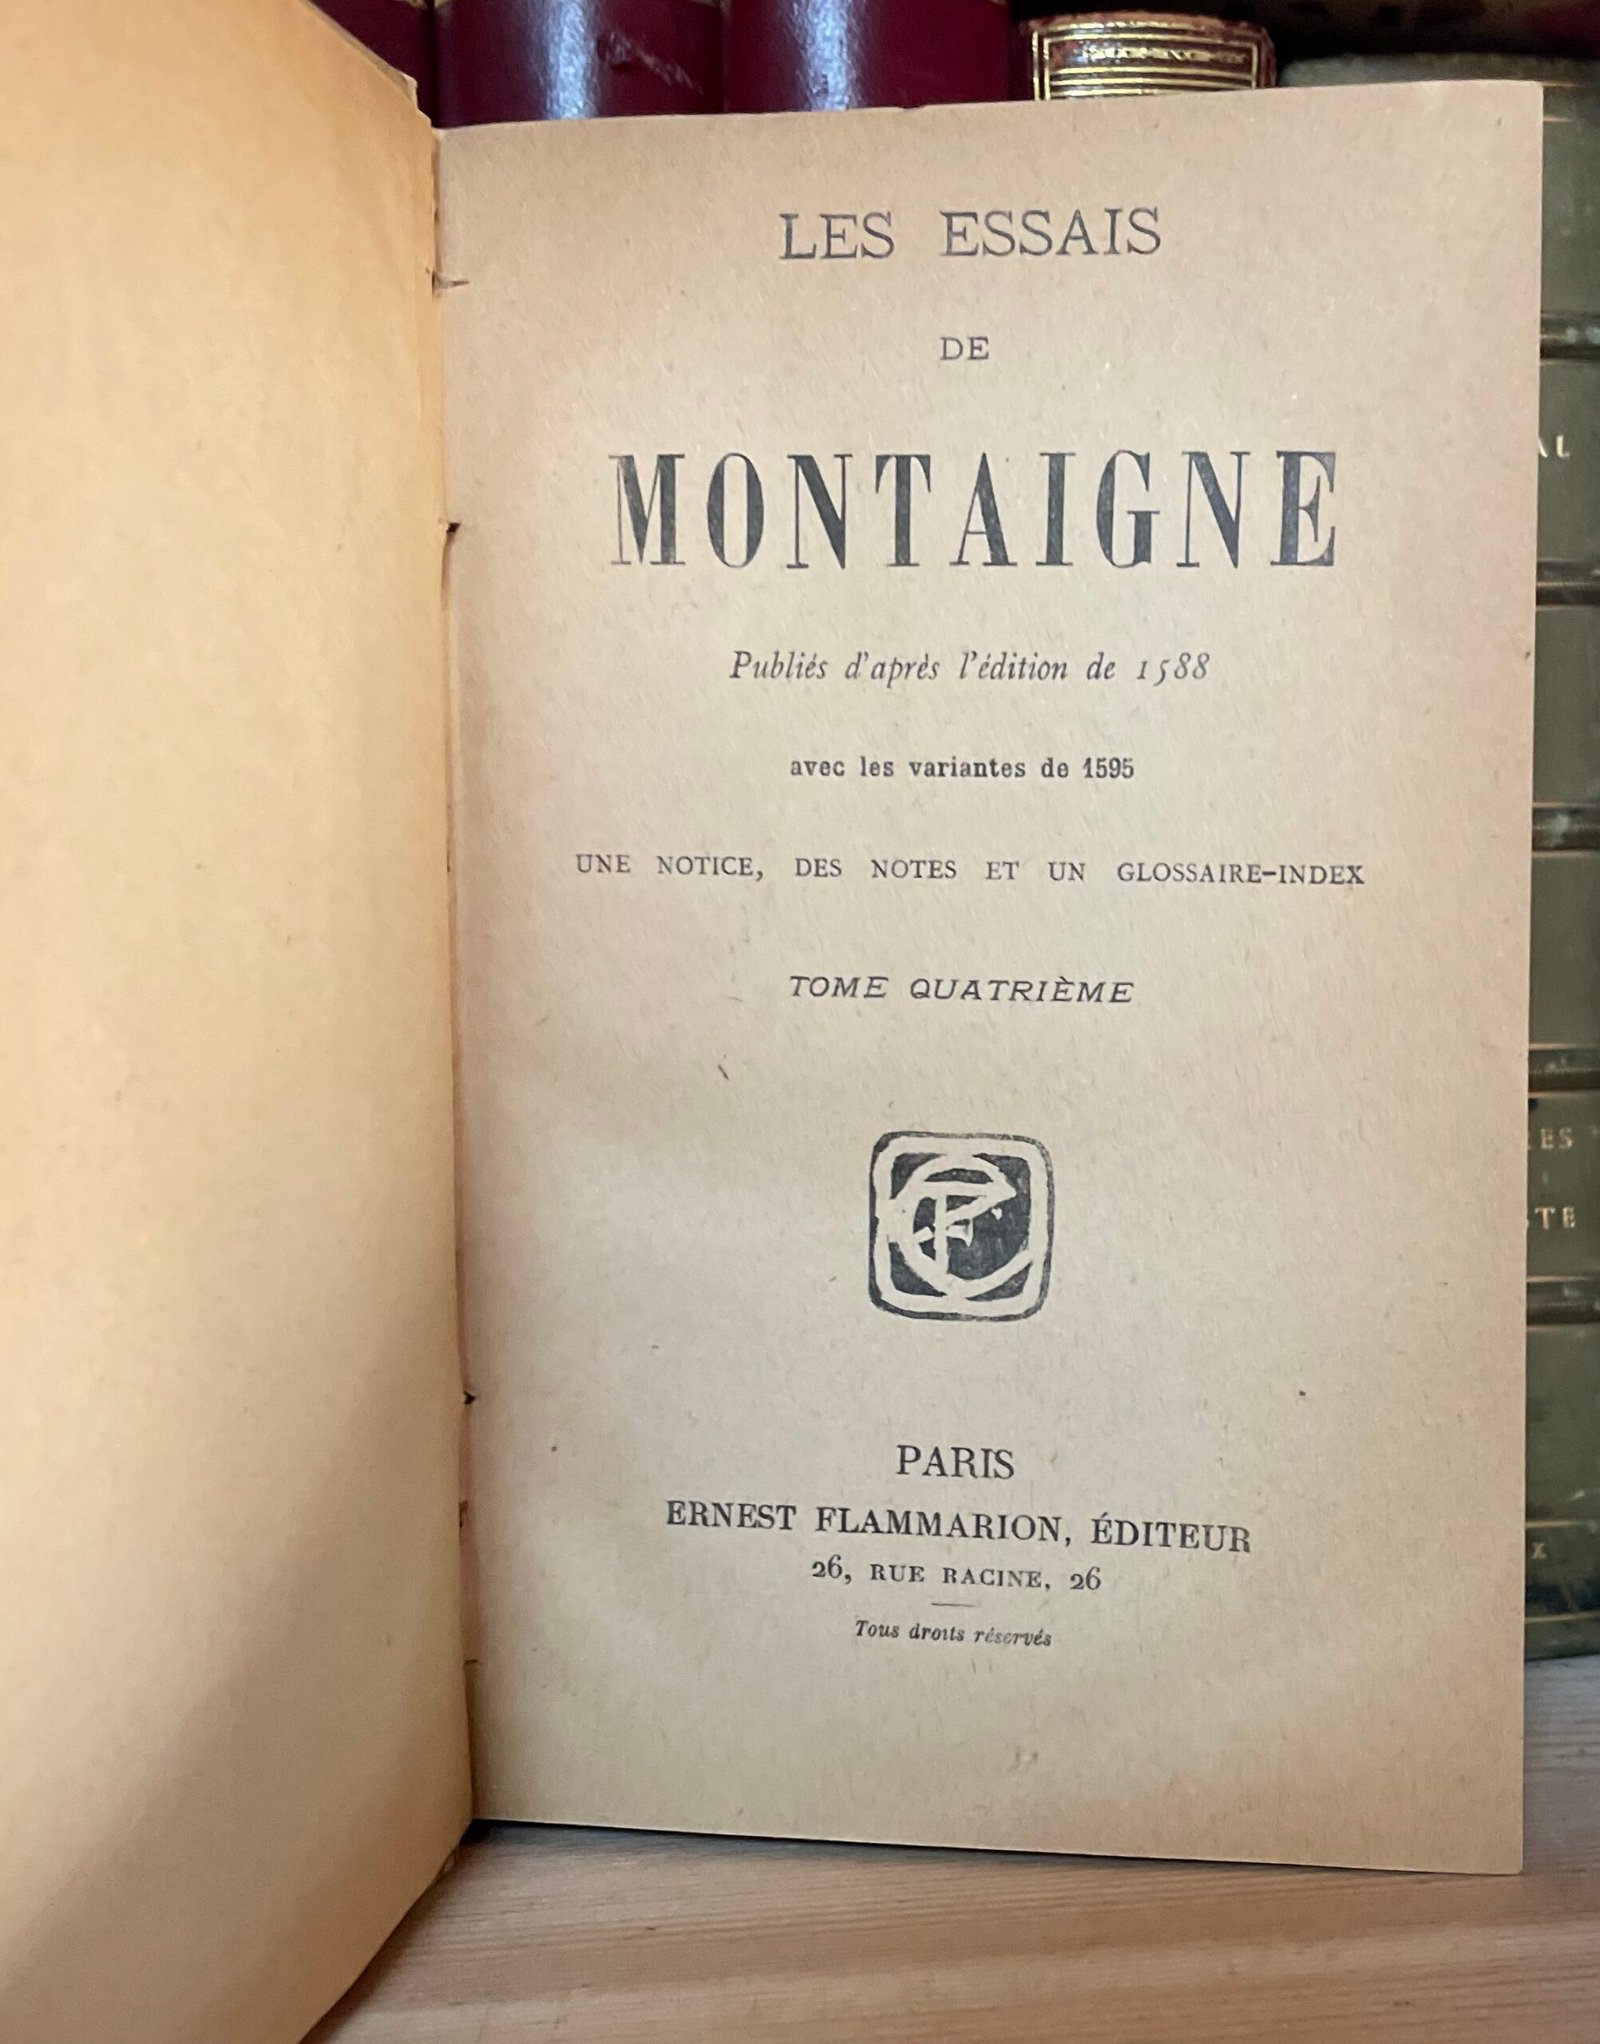 LES ESSAIS
DE
MONTAIGNE
Publiés d'après l'édition de 1588
avec les variantes de 1595
UNE NOTICE, DES NOTES ET UN GLOSSAIRE-INDEX
TOME QUATRIÈME
PARIS
ERNEST FLAMMARION, ÉDITEUR
26, RUE RACINE, 26
Tous droits réservés